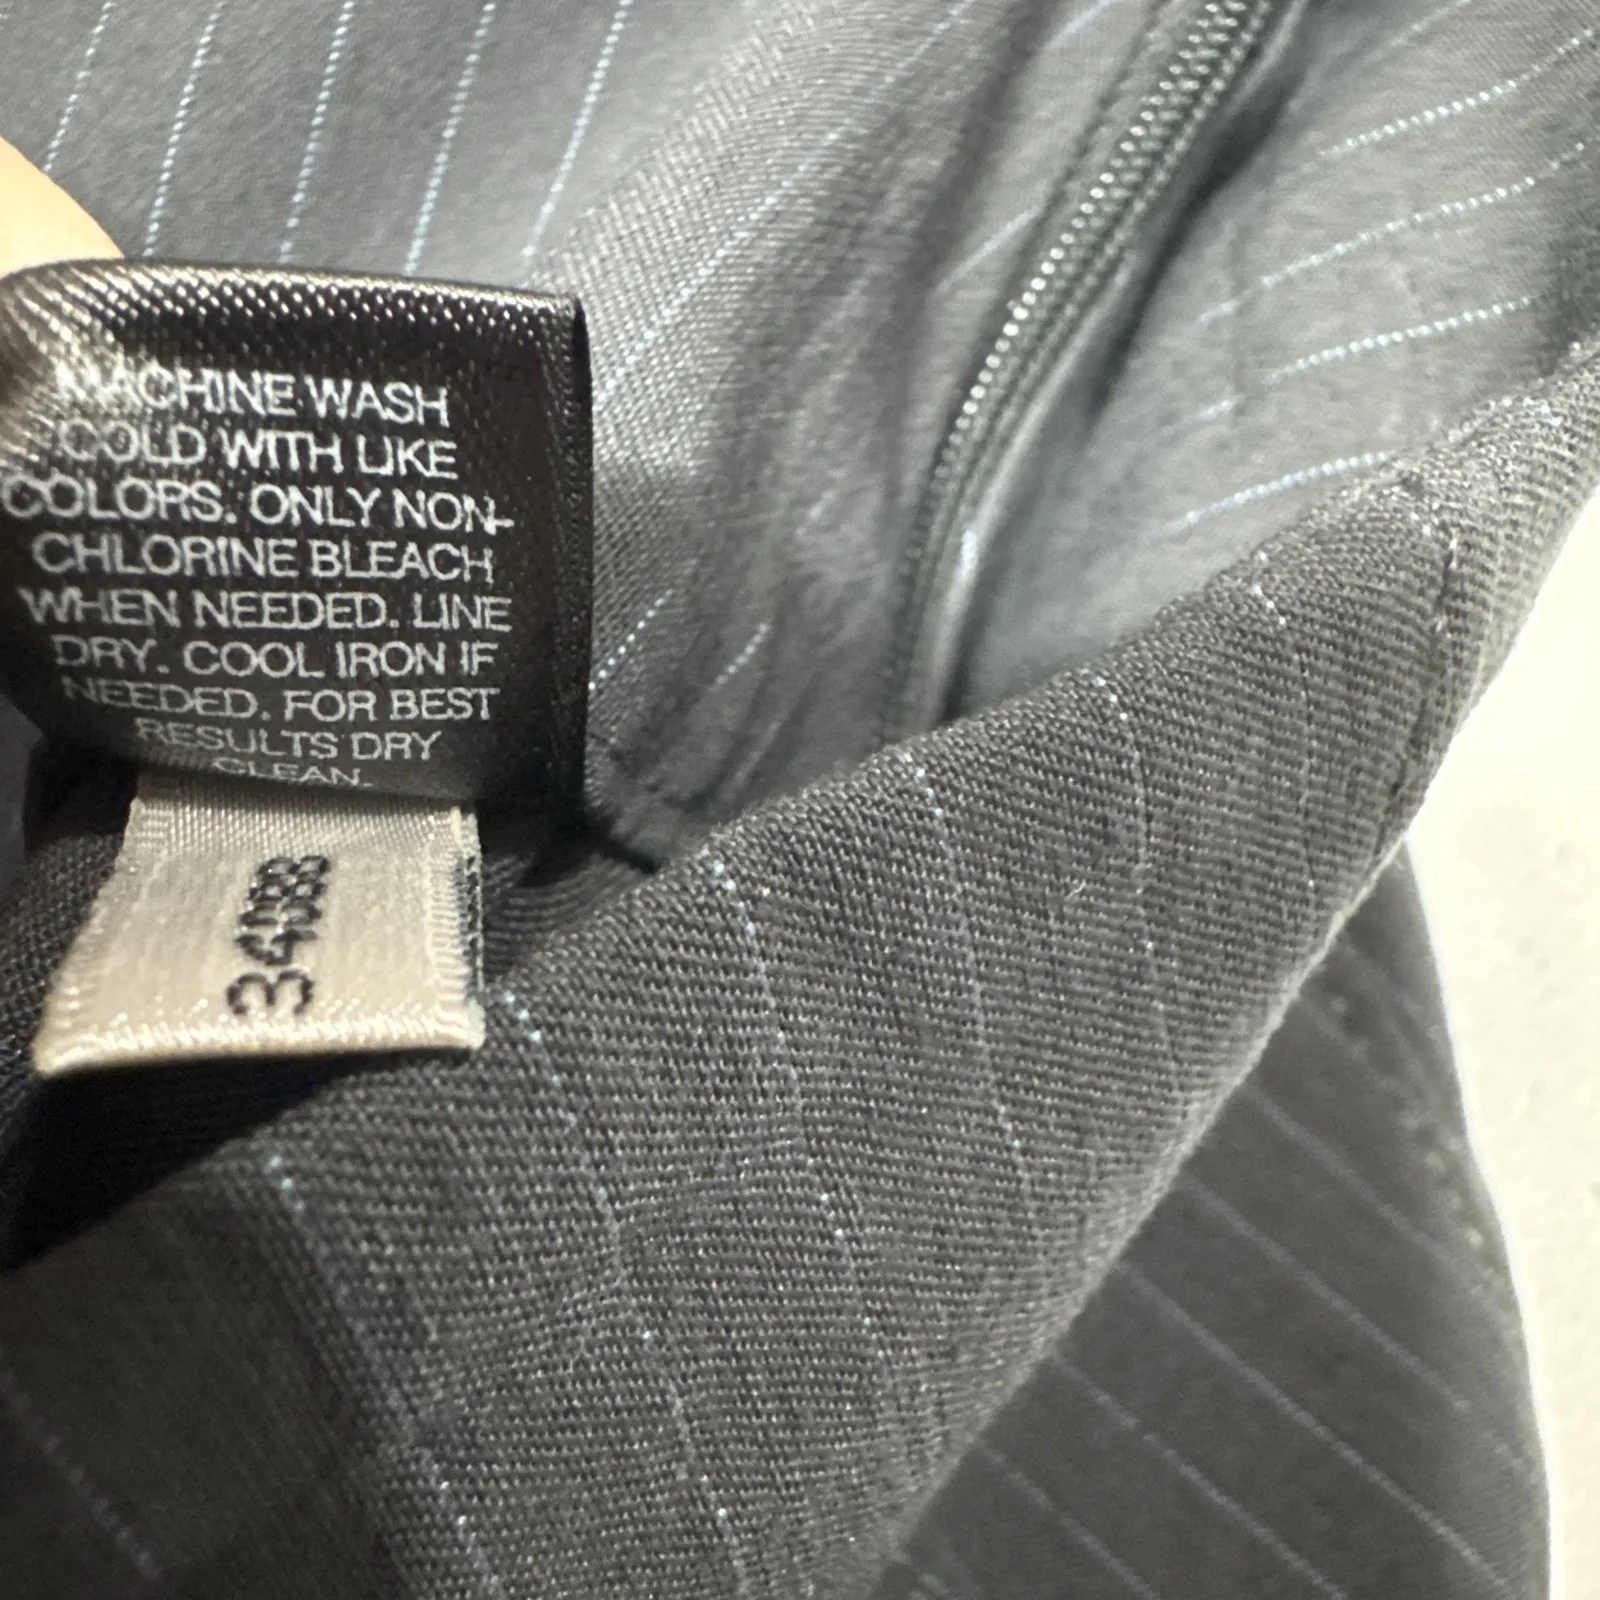 MACHINE WASH
COLD WITH LIKE
COLORS. ONLY NON-
CHLORINE BLEACH
WHEN NEEDED. LINE
DRY. COOL IRON IF
NEEDED. FOR BEST
RESULTS DRY
CLEAN.
34088